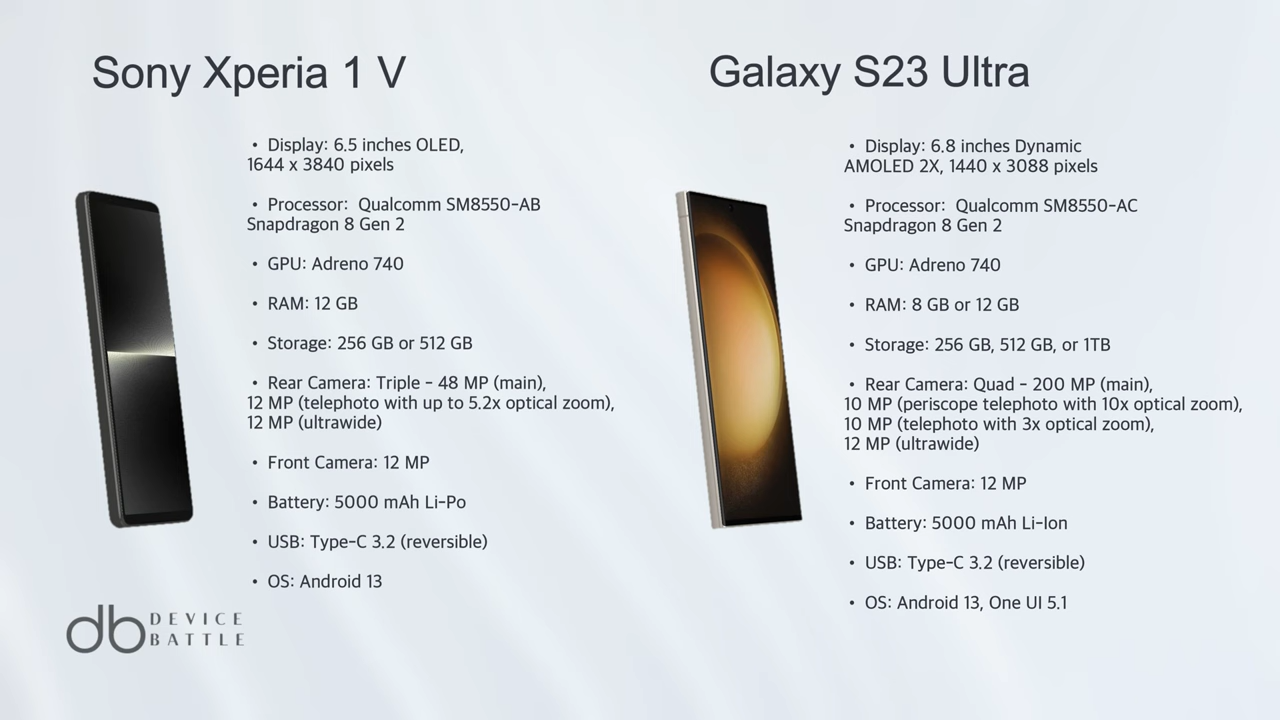 Sony Xperia 1 V
• Display: 6.5 inches OLED,
1644 x 3840 pixels
• Processor: Qualcomm SM8550-AB
Snapdragon 8 Gen 2
• GPU: Adreno 740
• RAM: 12 GB
• Storage: 256 GB or 512 GB
• Rear Camera: Triple - 48 MP (main),
12 MP (telephoto with up to 5.2x optical zoom),
12 MP (ultrawide)
• Front Camera: 12 MP
• Battery: 5000 mAh Li-Po
• USB: Type-C 3.2 (reversible)
• OS: Android 13
Galaxy S23 Ultra
• Display: 6.8 inches Dynamic
AMOLED 2X, 1440 x 3088 pixels
• Processor: Qualcomm SM8550-AC
Snapdragon 8 Gen 2
• GPU: Adreno 740
• RAM: 8 GB or 12 GB
• Storage: 256 GB, 512 GB, or 1TB
• Rear Camera: Quad - 200 MP (main),
10 MP (periscope telephoto with 10x optical zoom),
10 MP (telephoto with 3x optical zoom),
12 MP (ultrawide)
• Front Camera: 12 MP
• Battery: 5000 mAh Li-Ion
• USB: Type-C 3.2 (reversible)
• OS: Android 13, One UI 5.1
db DEVICE
BATTLE